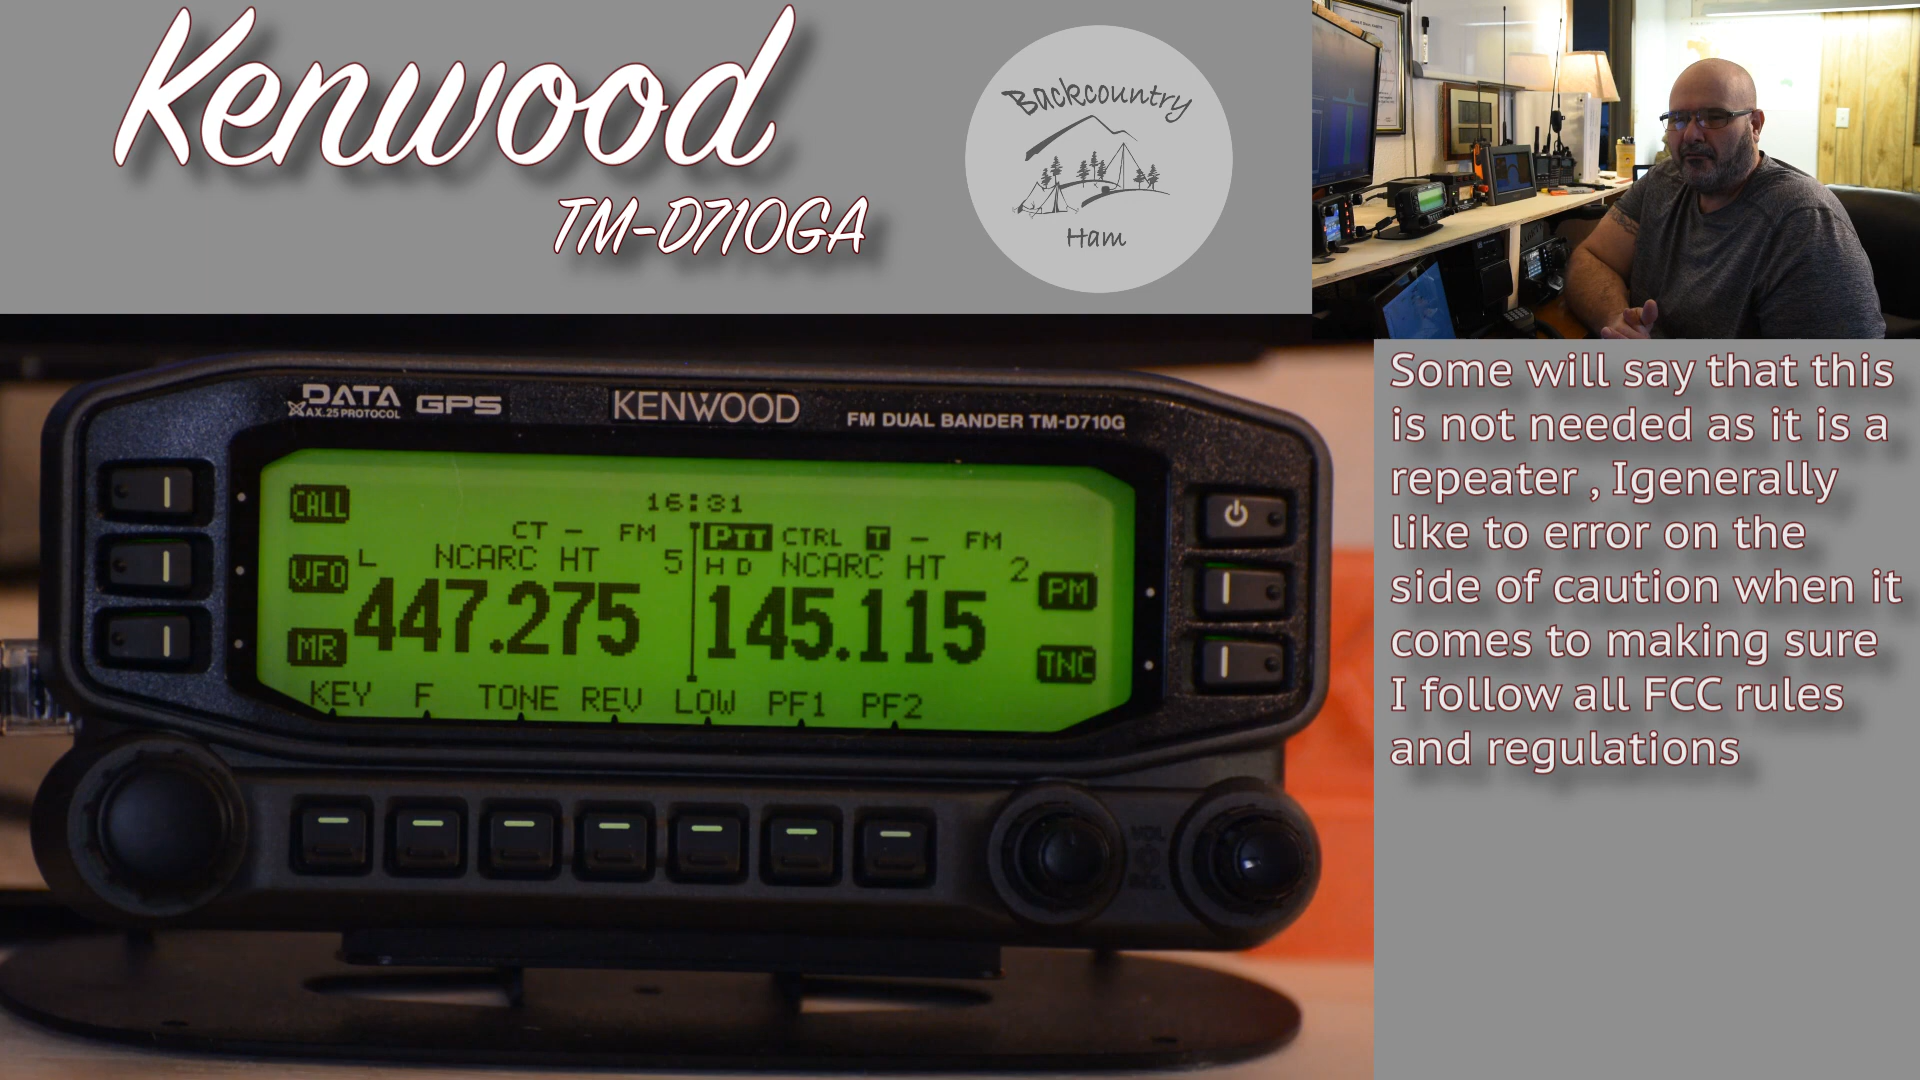 Kenwood
TM-D710GA
Backcountry
Ham
Some will say that this
is not needed as it is a
repeater , Igenerally
like to error on the
side of caution when it
comes to making sure
I follow all FCC rules
and regulations
DATA
AX.25 PROTOCOL
GPS
KENWOOD
FM DUAL BANDER TM-D710G
16:31
CALL
CT - FM
PTT CTRL T - FM
L NCARC HT 5
H D NCARC HT 2
VFO
447.275
145.115
PM
MR
TNC
KEY F TONE REV LOW PF1 PF2